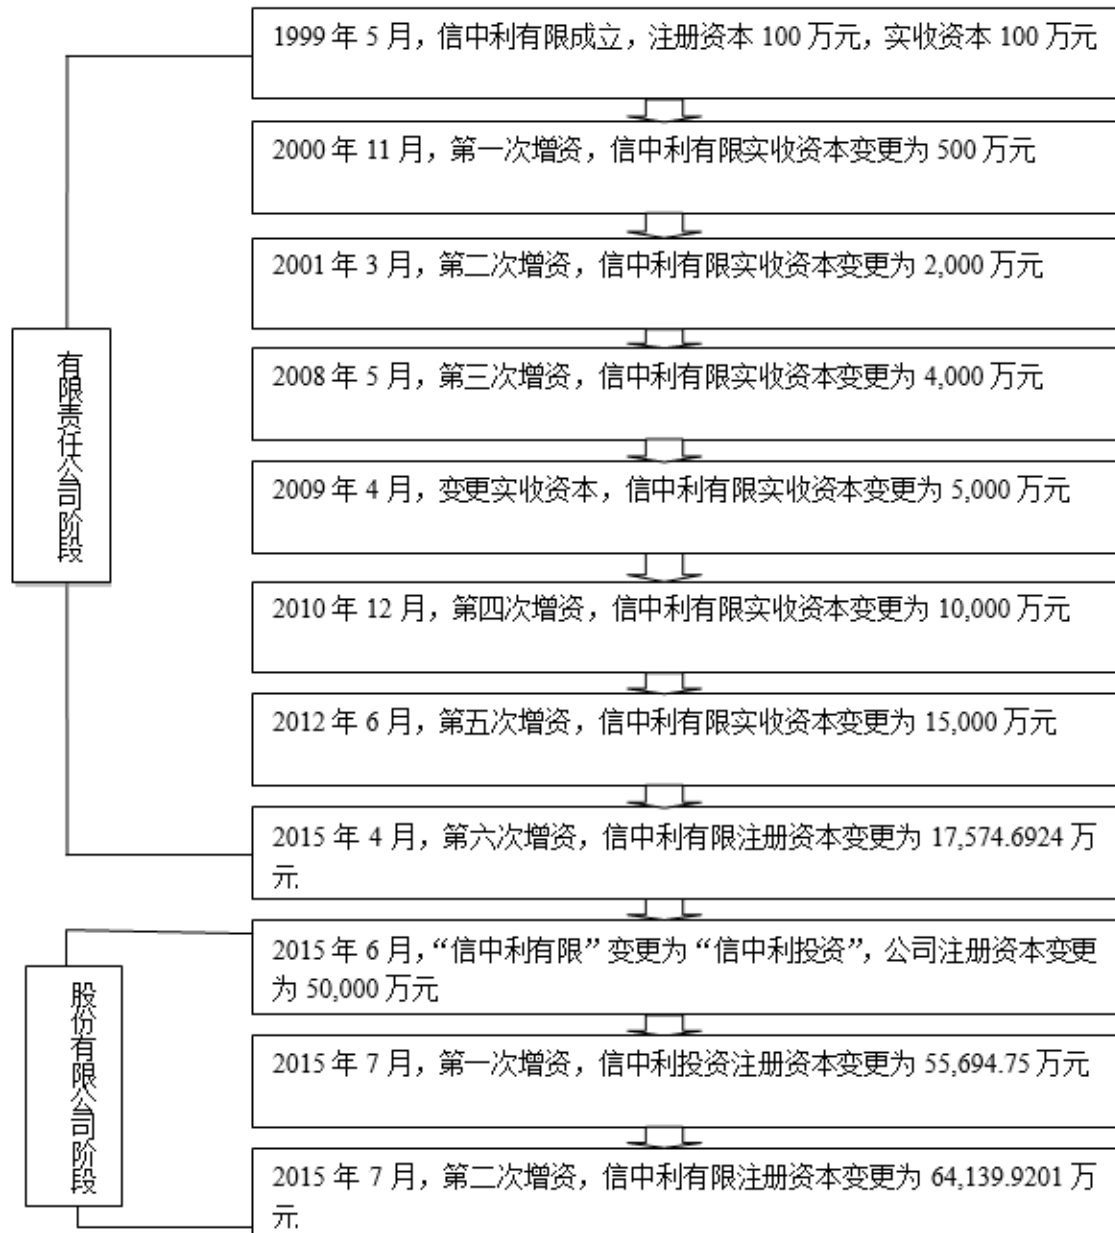 1999 年 5 月，信中利有限成立，注册资本 100 万元，实收资本 100 万元
2000 年 11 月，第一次增资，信中利有限实收资本变更为 500 万元
2001 年 3 月，第二次增资，信中利有限实收资本变更为 2,000 万元
2008 年 5 月，第三次增资，信中利有限实收资本变更为 4,000 万元
2009 年 4 月，变更实收资本，信中利有限实收资本变更为 5,000 万元
2010 年 12 月，第四次增资，信中利有限实收资本变更为 10,000 万元
2012 年 6 月，第五次增资，信中利有限实收资本变更为 15,000 万元
2015 年 4 月，第六次增资，信中利有限注册资本变更为 17,574.6924 万
元
有限责任公司阶段
2015 年 6 月，“信中利有限” 变更为 “信中利投资”，公司注册资本变更
为 50,000 万元
2015 年 7 月，第一次增资，信中利投资注册资本变更为 55,694.75 万元
2015 年 7 月，第二次增资，信中利有限注册资本变更为 64,139.9201 万
元
股份有限公司阶段